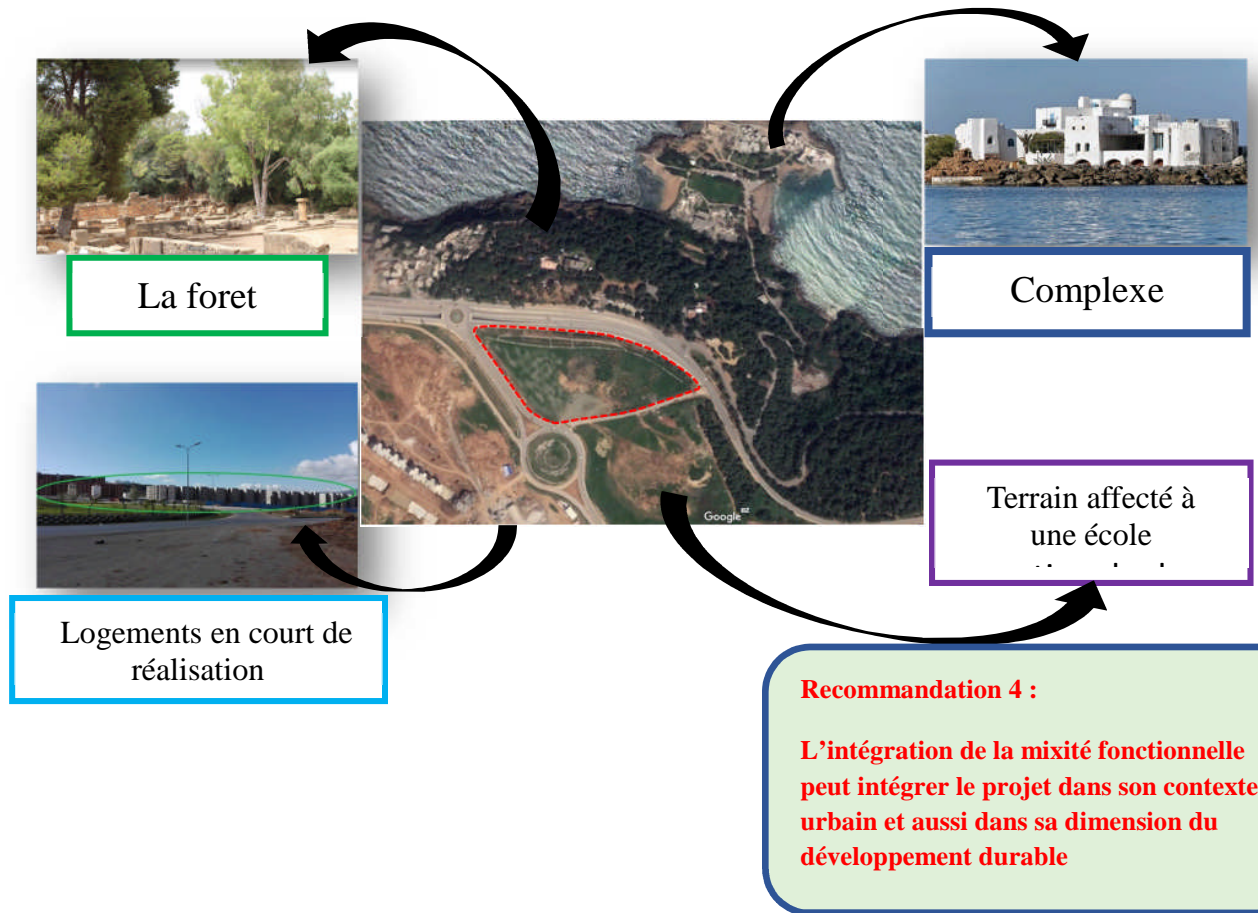 La foret
Complexe
Logements en court de
réalisation
Terrain affecté à
une école
Google
Recommandation 4 :
L'intégration de la mixité fonctionnelle
peut intégrer le projet dans son contexte
urbain et aussi dans sa dimension du
développement durable